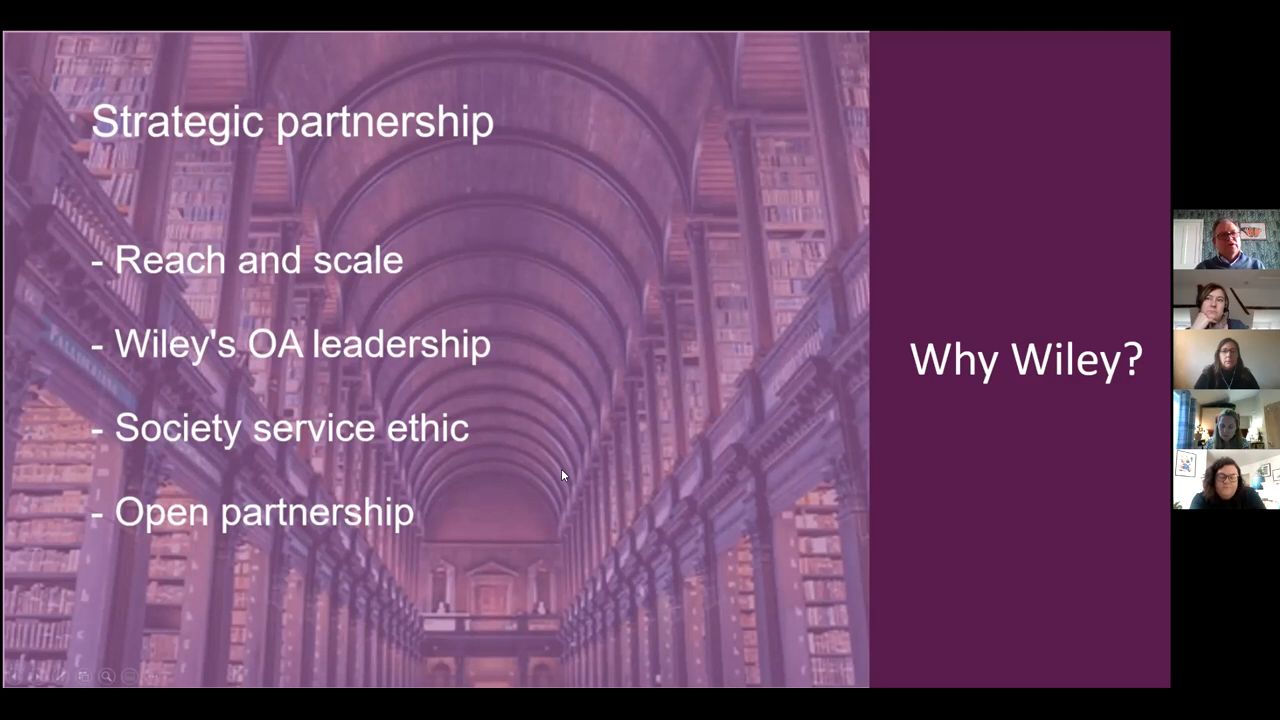 Strategic partnership
- Reach and scale
- Wiley's OA leadership
- Society service ethic
- Open partnership
Why Wiley?